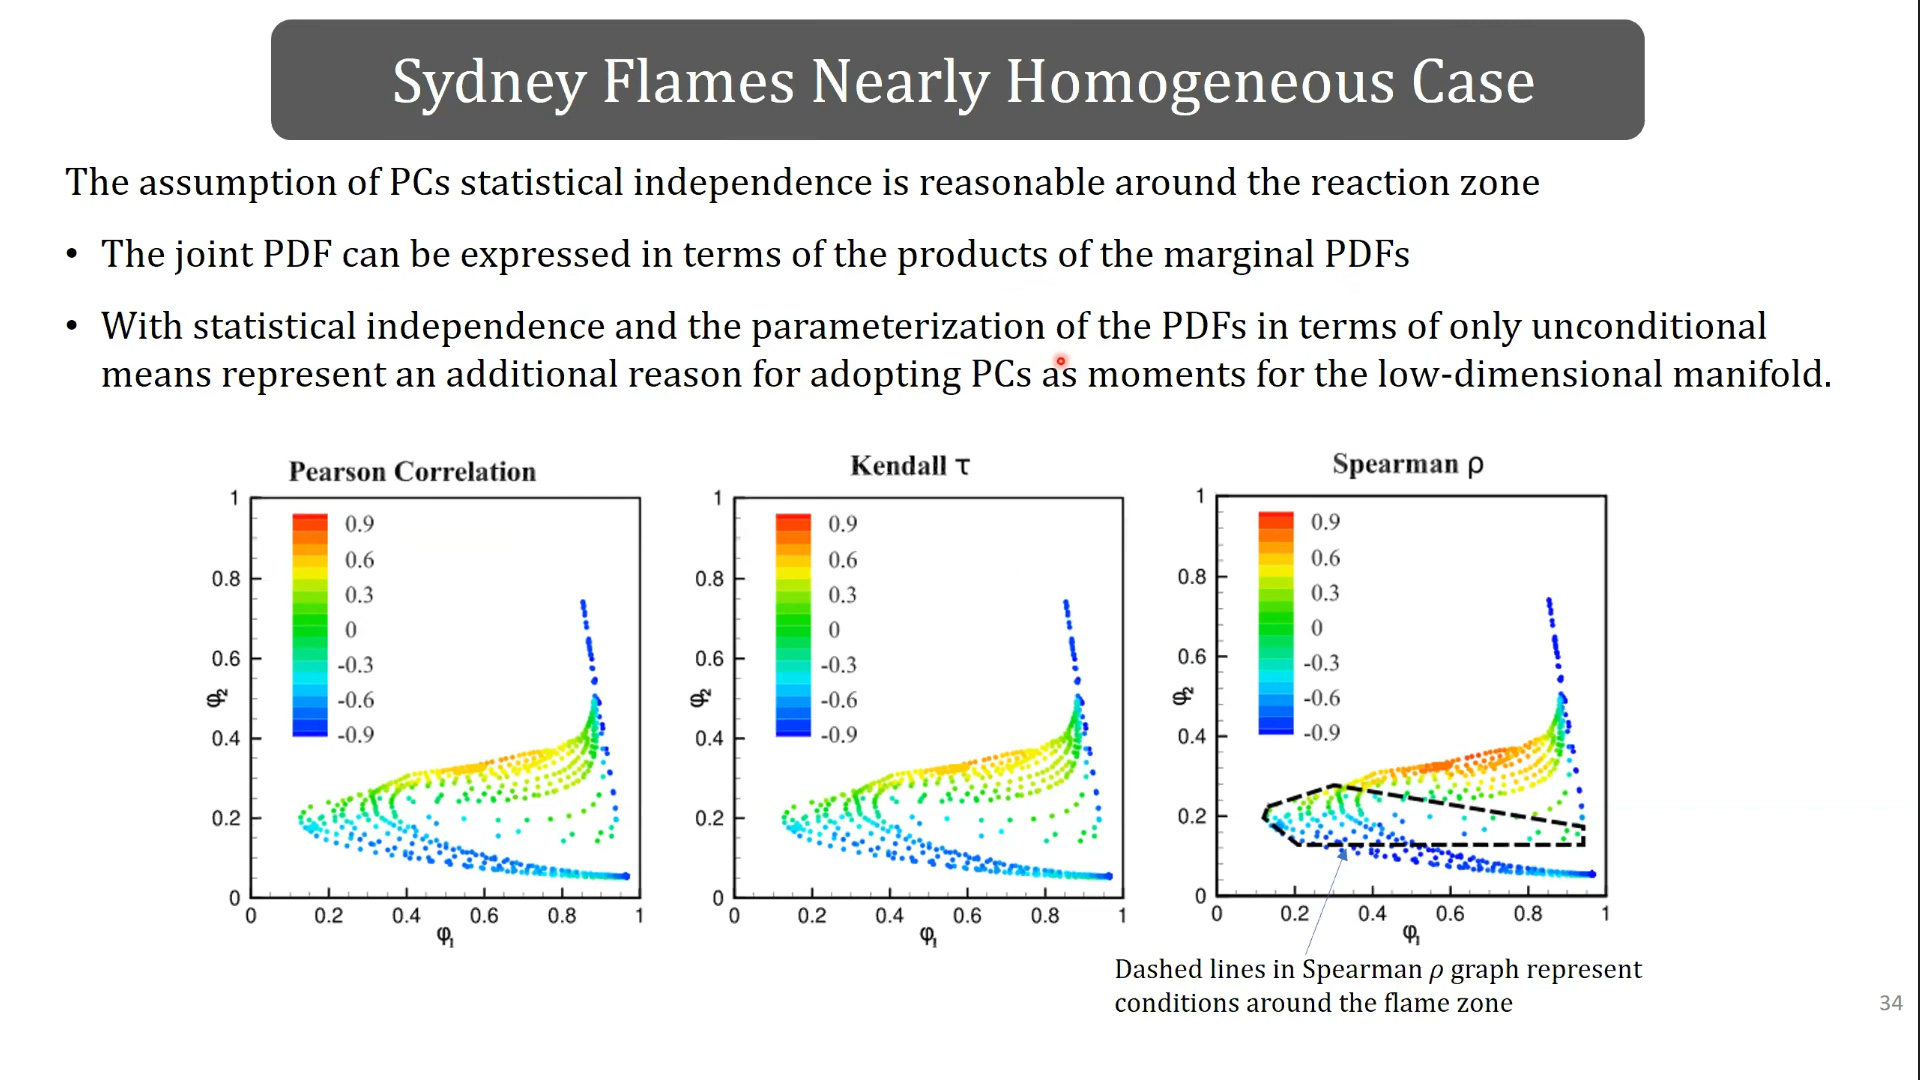 Sydney Flames Nearly Homogeneous Case
The assumption of PCs statistical independence is reasonable around the reaction zone
• The joint PDF can be expressed in terms of the products of the marginal PDFs
• With statistical independence and the parameterization of the PDFs in terms of only unconditional
means represent an additional reason for adopting PCs as moments for the low-dimensional manifold.
Pearson Correlation
1
0.8
0.6
0.4
0.2
0
φ₂
0.9
0.6
0.3
0
-0.3
-0.6
-0.9
0 0.2 0.4 0.6 0.8 1
φ₁
Kendall τ
1
0.8
0.6
0.4
0.2
0
φ₂
0.9
0.6
0.3
0
-0.3
-0.6
-0.9
0 0.2 0.4 0.6 0.8 1
φ₁
Spearman ρ
1
0.8
0.6
0.4
0.2
0
φ₂
0.9
0.6
0.3
0
-0.3
-0.6
-0.9
0 0.2 0.4 0.6 0.8 1
φ₁
Dashed lines in Spearman ρ graph represent
conditions around the flame zone
34